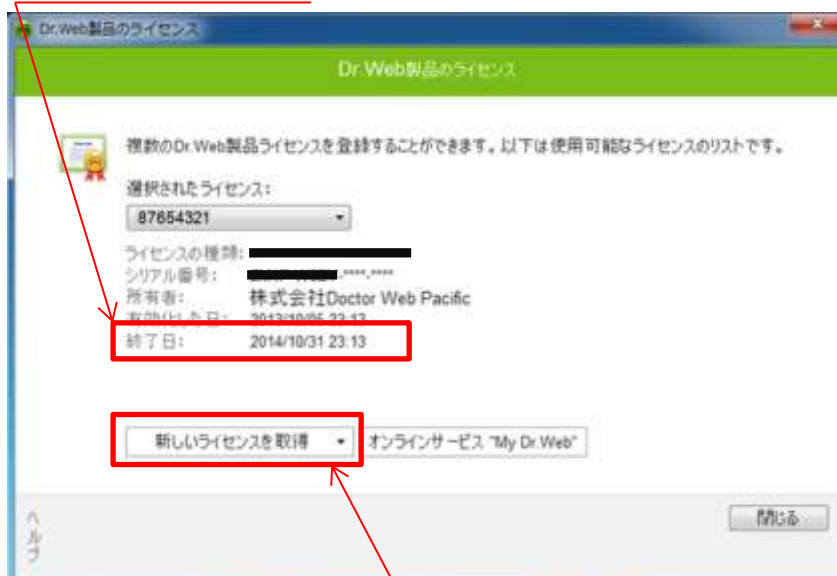 Dr.Web製品のライセンス
Dr.Web製品のライセンス
複数のDr.Web製品ライセンスを登録することができます。以下は使用可能なライセンスのリストです。
選択されたライセンス:
87654321
ライセンスの種類:
シリアル番号: -****-****
所有者: 株式会社Doctor Web Pacific
有効化した日: 2013/10/05 23:13
終了日: 2014/10/31 23:13
新しいライセンスを取得 オンラインサービス "My Dr.Web"
閉じる
ヘルプ